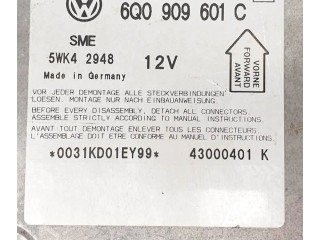 6Q0 909 601 C
SME
5WK4 2948
12V
Made in Germany
VORNE
FORWARD
AVANT
VOR JEDER DEMONTAGE ALLE STECKVERBINDUNGEN
LOESEN. MONTAGE NUR NACH EINBAUANWEISUNG.
BEFORE EVERY DISASSEMBLY, DETACH ALL CONNECTORS.
ASSEMBLE STRICTLY ACCORDING TO MANUAL INSTRUCTIONS.
AVANT TOUT DEMONTAGE ENLEVER TOUS LES CONNECTEURS.
L'ASSEMBLAGE DOIT ETRE CONFORME AU MANUEL D'INSTRUCTIONS.
*0031KD01EY99*
43000401 K